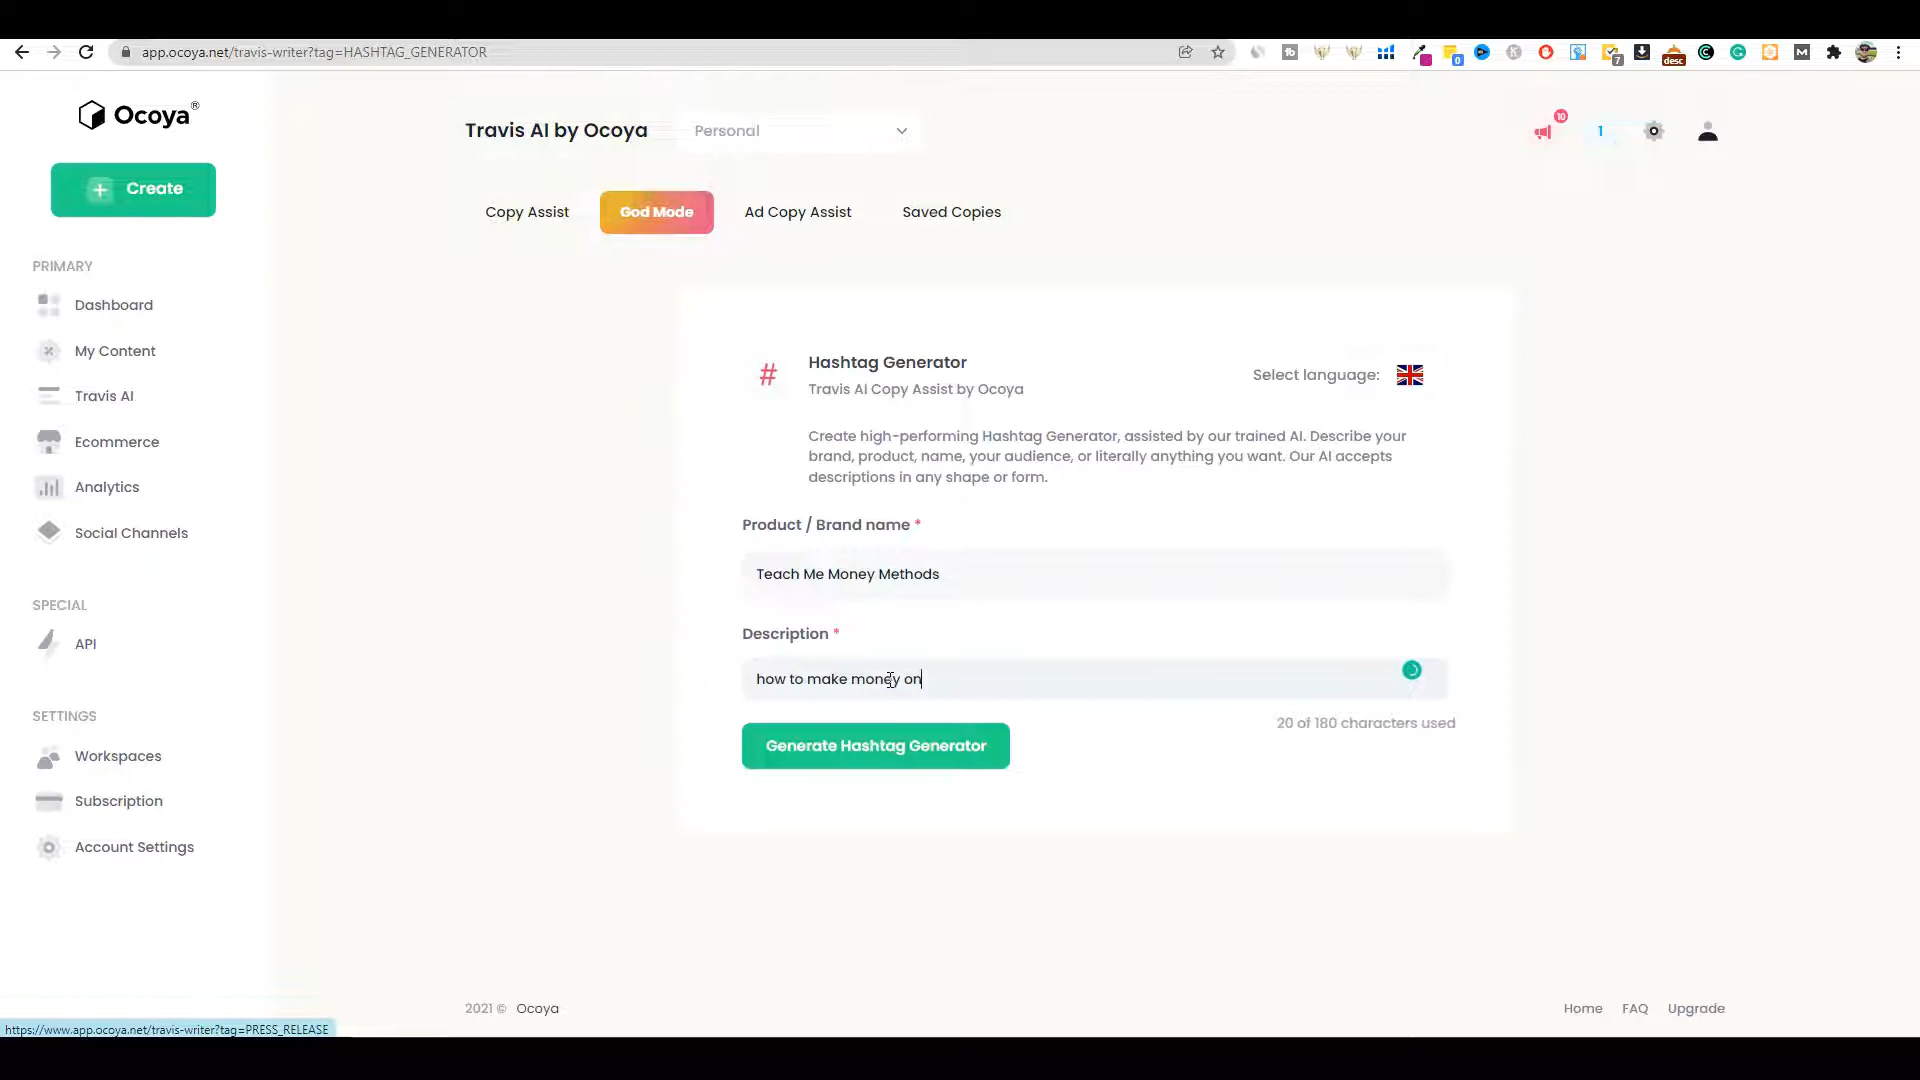 app.ocoya.net/travis-writer?tag=HASHTAG_GENERATOR
0
7
desc
Ocoya®
Create
PRIMARY
Dashboard
My Content
Travis AI
Ecommerce
Analytics
Social Channels
SPECIAL
API
SETTINGS
Workspaces
Subscription
Account Settings
Travis AI by Ocoya
Personal
10
1
Copy Assist
God Mode
Ad Copy Assist
Saved Copies
#
Hashtag Generator
Travis AI Copy Assist by Ocoya
Select language:
Create high-performing Hashtag Generator, assisted by our trained AI. Describe your
brand, product, name, your audience, or literally anything you want. Our AI accepts
descriptions in any shape or form.
Product / Brand name *
Teach Me Money Methods
Description *
how to make money on
20 of 180 characters used
Generate Hashtag Generator
2021 © Ocoya
Home
FAQ
Upgrade
https://www.app.ocoya.net/travis-writer?tag=PRESS_RELEASE